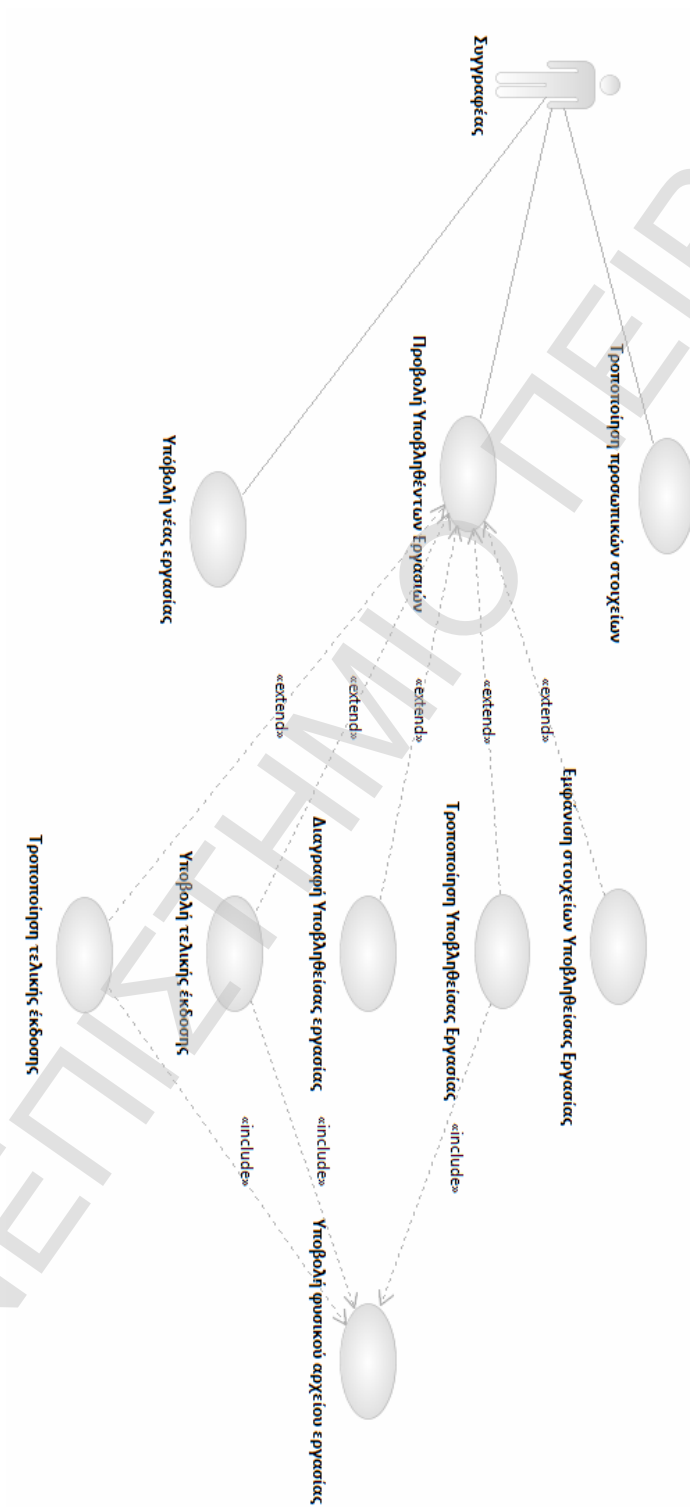 Συγγραφέας
Τροποποίηση προσωπικών στοιχείων
Προβολή Υποβληθέντων Εργασιών
Υποβολή νέας εργασίας
«extend»
«extend»
«extend»
«extend»
«extend»
Εμφάνιση στοιχείων Υποβληθείσας Εργασίας
Τροποποίηση Υποβληθείσας Εργασίας
Διαγραφή Υποβληθείσας εργασίας
Υποβολή τελικής έκδοσης
Τροποποίηση τελικής έκδοσης
«include»
«include»
«include»
Υποβολή φυσικού αρχείου εργασίας